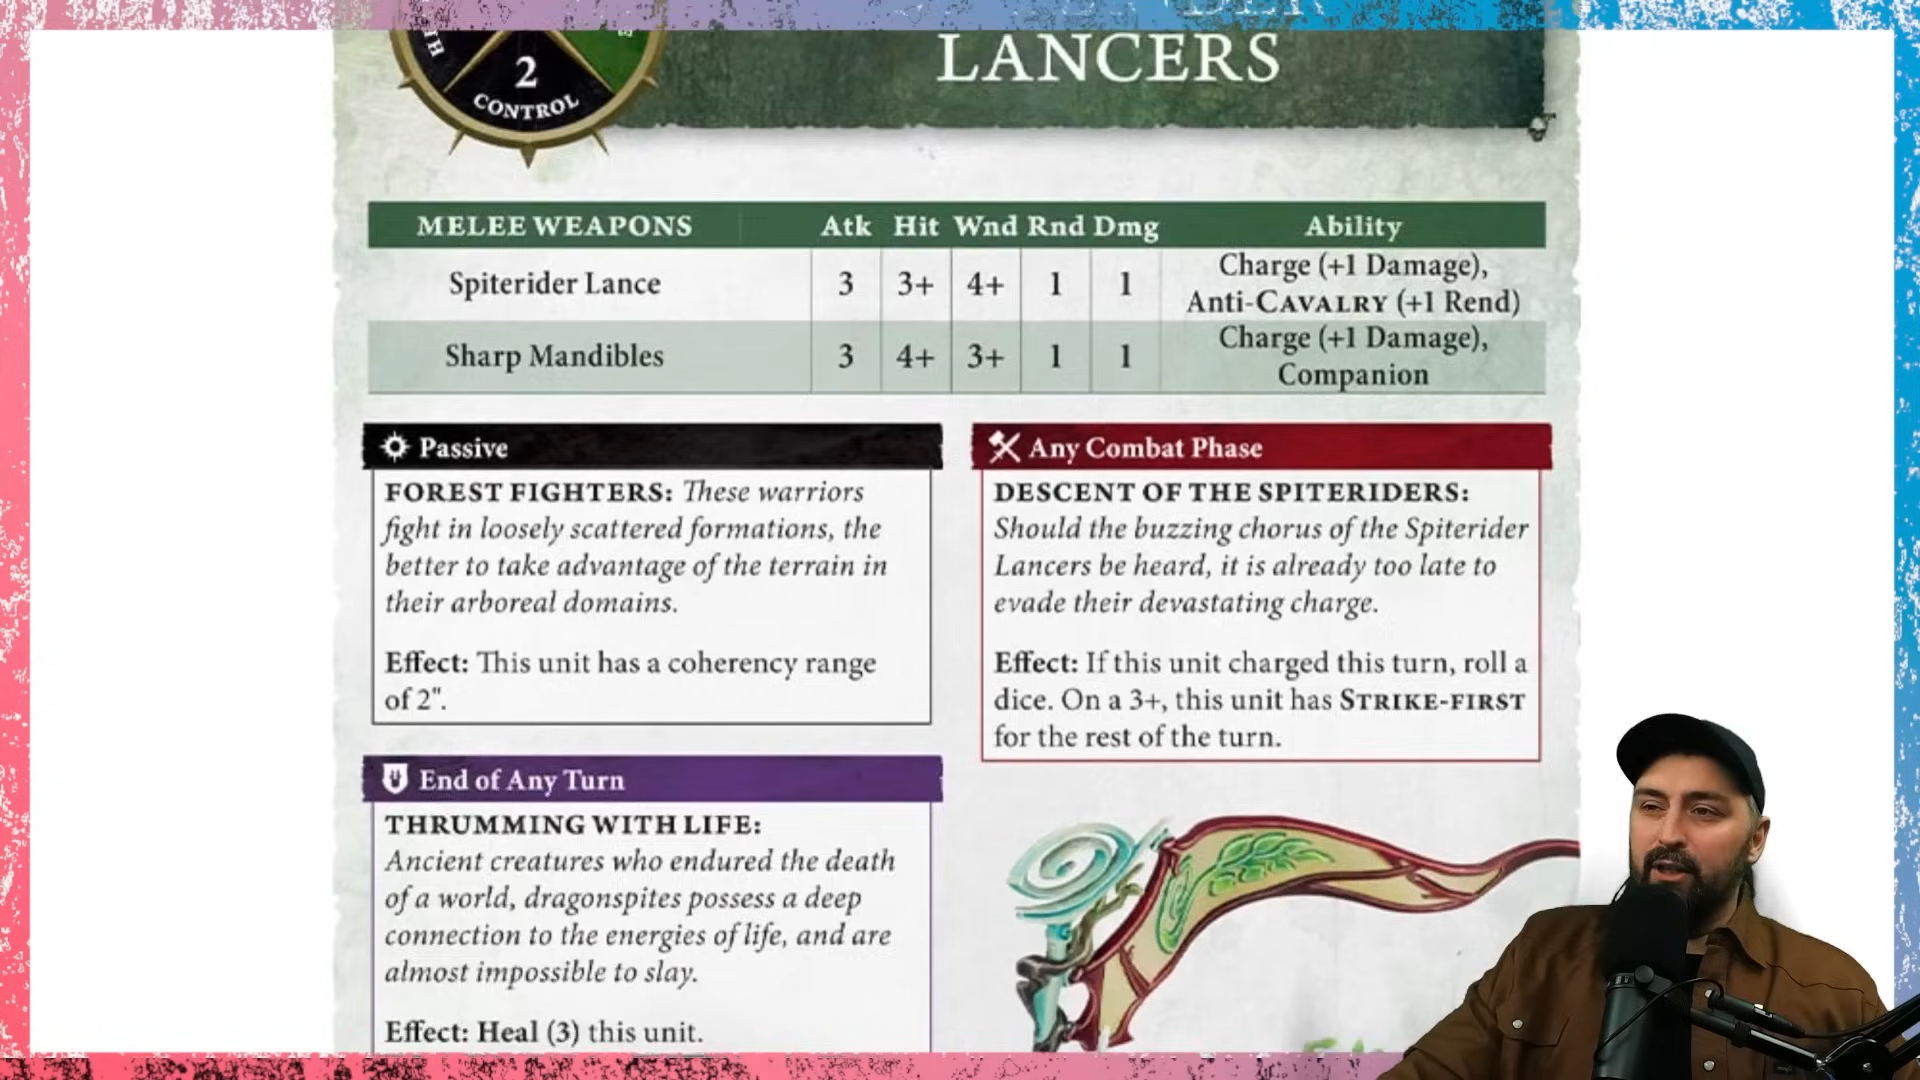 LANCERS
2
CONTROL
MELEE WEAPONS Atk Hit Wnd Rnd Dmg Ability
Spiterider Lance 3 3+ 4+ 1 1 Charge (+1 Damage), Anti-CAVALRY (+1 Rend)
Sharp Mandibles 3 4+ 3+ 1 1 Charge (+1 Damage), Companion
Passive
FOREST FIGHTERS: These warriors
fight in loosely scattered formations, the
better to take advantage of the terrain in
their arboreal domains.
Effect: This unit has a coherency range
of 2".
Any Combat Phase
DESCENT OF THE SPITERIDERS:
Should the buzzing chorus of the Spiterider
Lancers be heard, it is already too late to
evade their devastating charge.
Effect: If this unit charged this turn, roll a
dice. On a 3+, this unit has STRIKE-FIRST
for the rest of the turn.
End of Any Turn
THRUMMING WITH LIFE:
Ancient creatures who endured the death
of a world, dragonspites possess a deep
connection to the energies of life, and are
almost impossible to slay.
Effect: Heal (3) this unit.